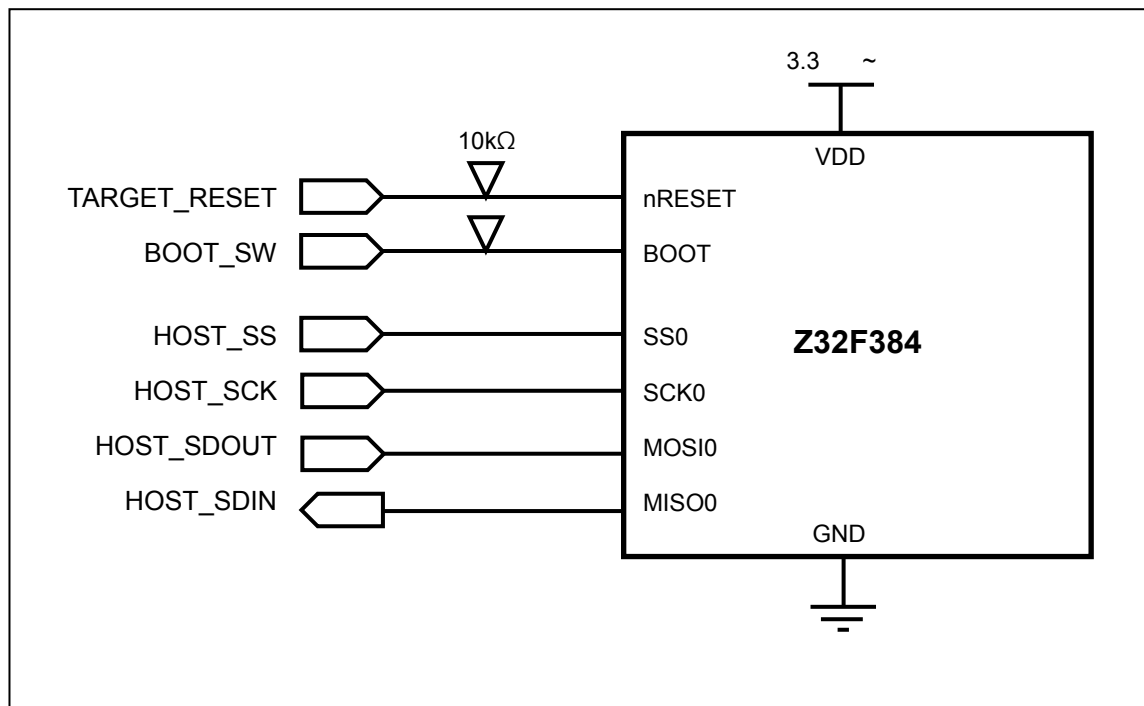 3.3 ~
VDD
10kΩ
TARGET_RESET
nRESET
BOOT_SW
BOOT
HOST_SS
SS0
Z32F384
HOST_SCK
SCK0
HOST_SDOUT
MOSI0
HOST_SDIN
MISO0
GND